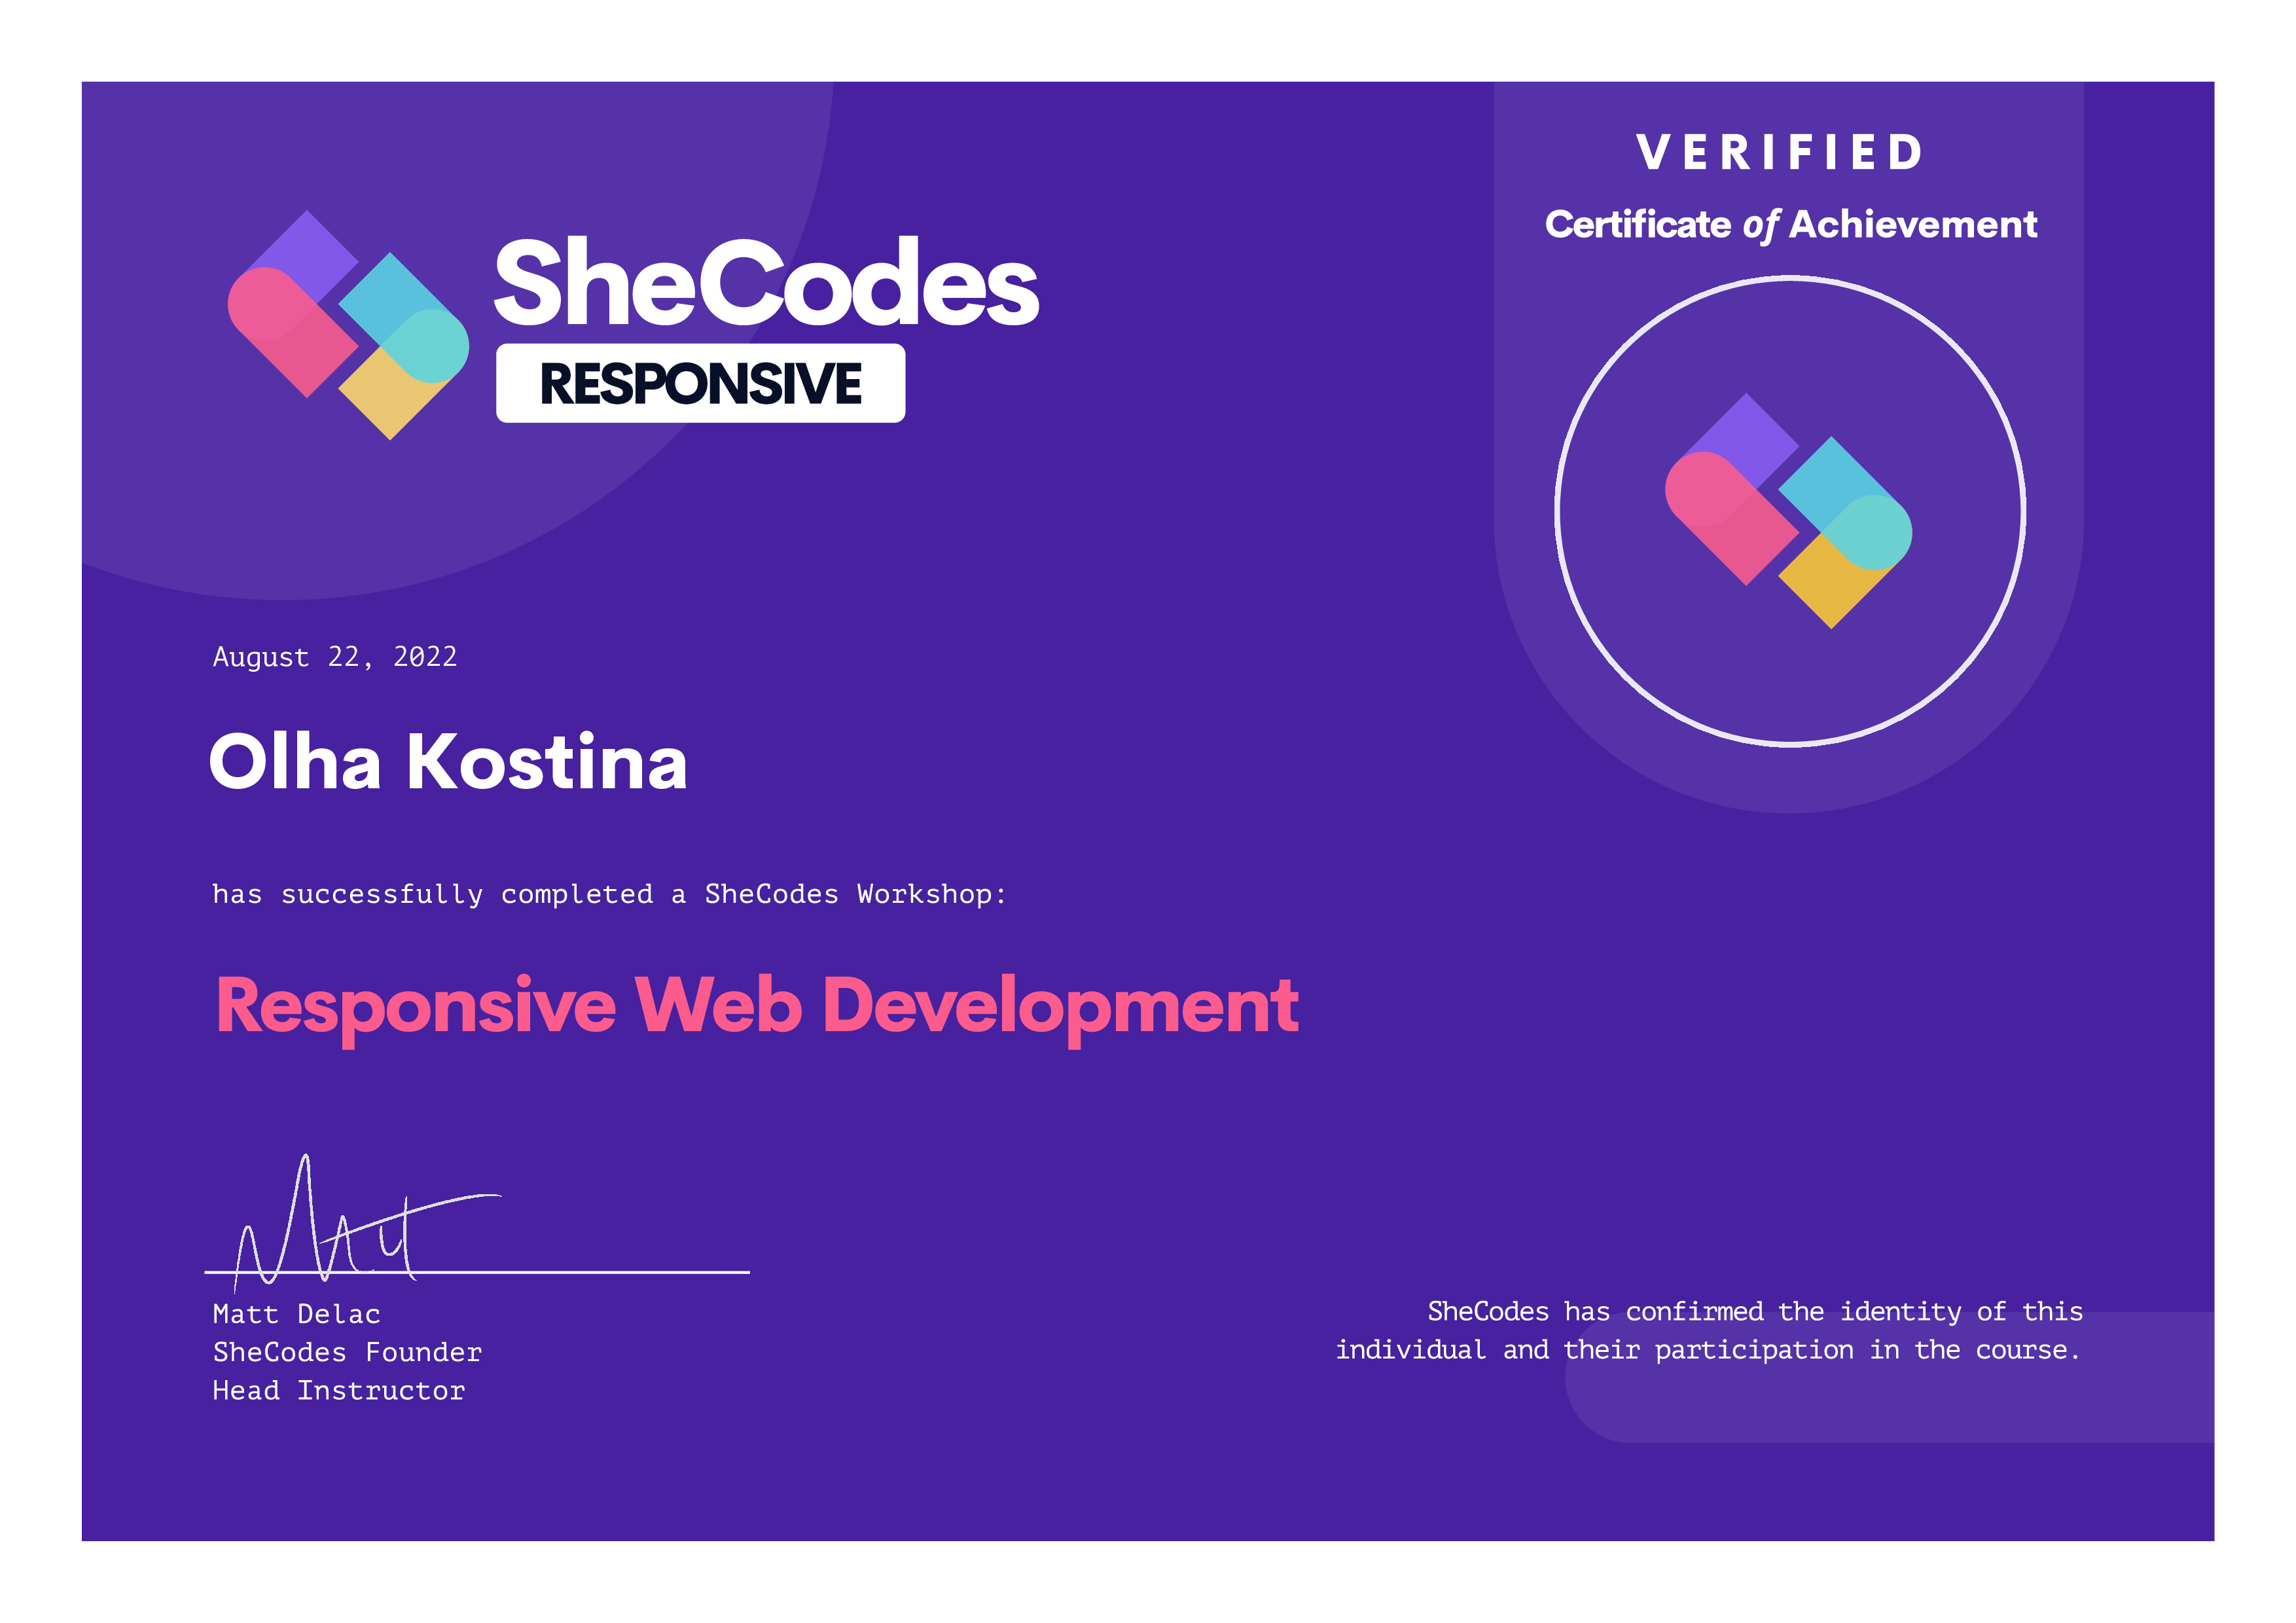 VERIFIED
Certificate of Achievement
SheCodes
RESPONSIVE
August 22, 2022
Olha Kostina
has successfully completed a SheCodes Workshop:
Responsive Web Development
Matt
Matt Delac
SheCodes Founder
Head Instructor
SheCodes has confirmed the identity of this
individual and their participation in the course.